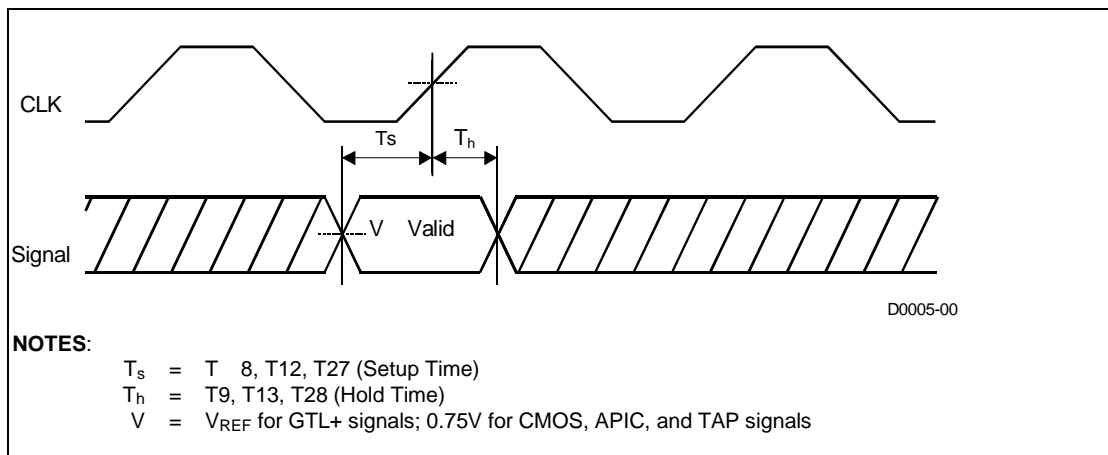 CLK
Ts Th
V Valid
Signal
D0005-00
NOTES:
Ts = T 8, T12, T27 (Setup Time)
Th = T9, T13, T28 (Hold Time)
V = VREF for GTL+ signals; 0.75V for CMOS, APIC, and TAP signals